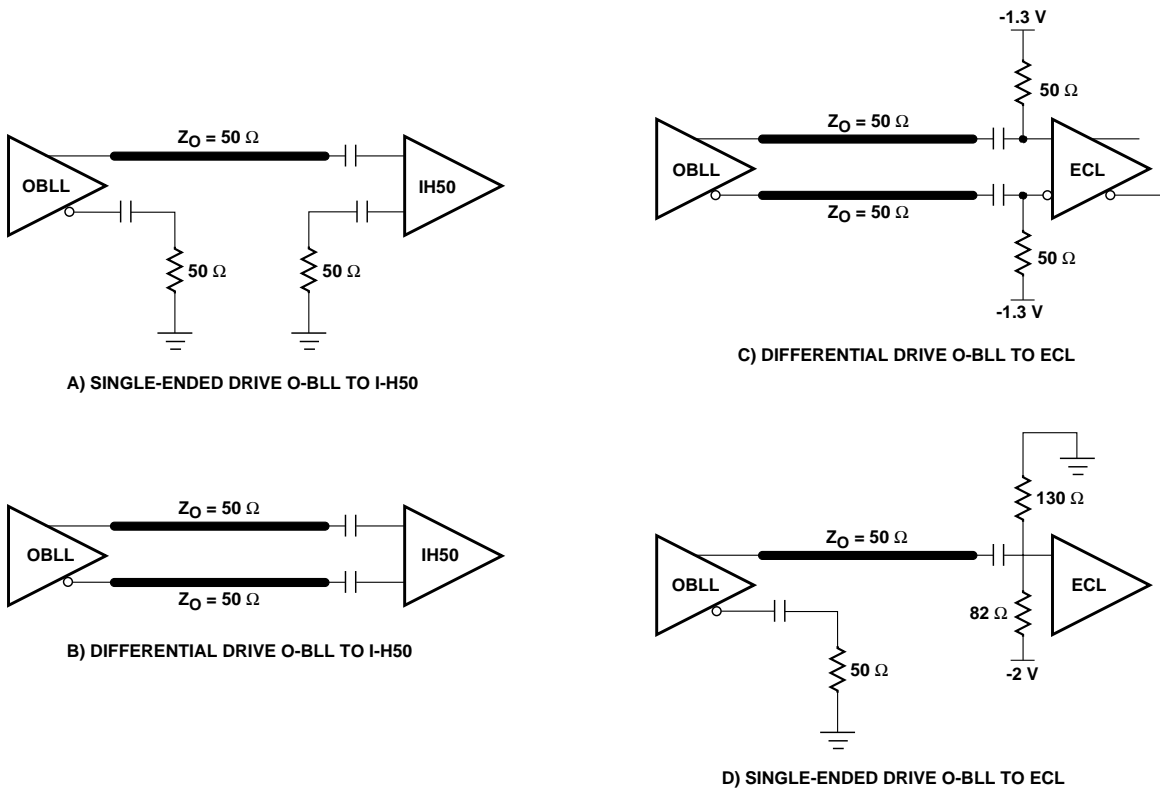 Z_O = 50 Ω
OBLL
IH50
50 Ω
50 Ω
A) SINGLE-ENDED DRIVE O-BLL TO I-H50
Z_O = 50 Ω
OBLL
IH50
Z_O = 50 Ω
B) DIFFERENTIAL DRIVE O-BLL TO I-H50
-1.3 V
50 Ω
Z_O = 50 Ω
OBLL
ECL
Z_O = 50 Ω
50 Ω
-1.3 V
C) DIFFERENTIAL DRIVE O-BLL TO ECL
130 Ω
Z_O = 50 Ω
OBLL
ECL
82 Ω
50 Ω
-2 V
D) SINGLE-ENDED DRIVE O-BLL TO ECL